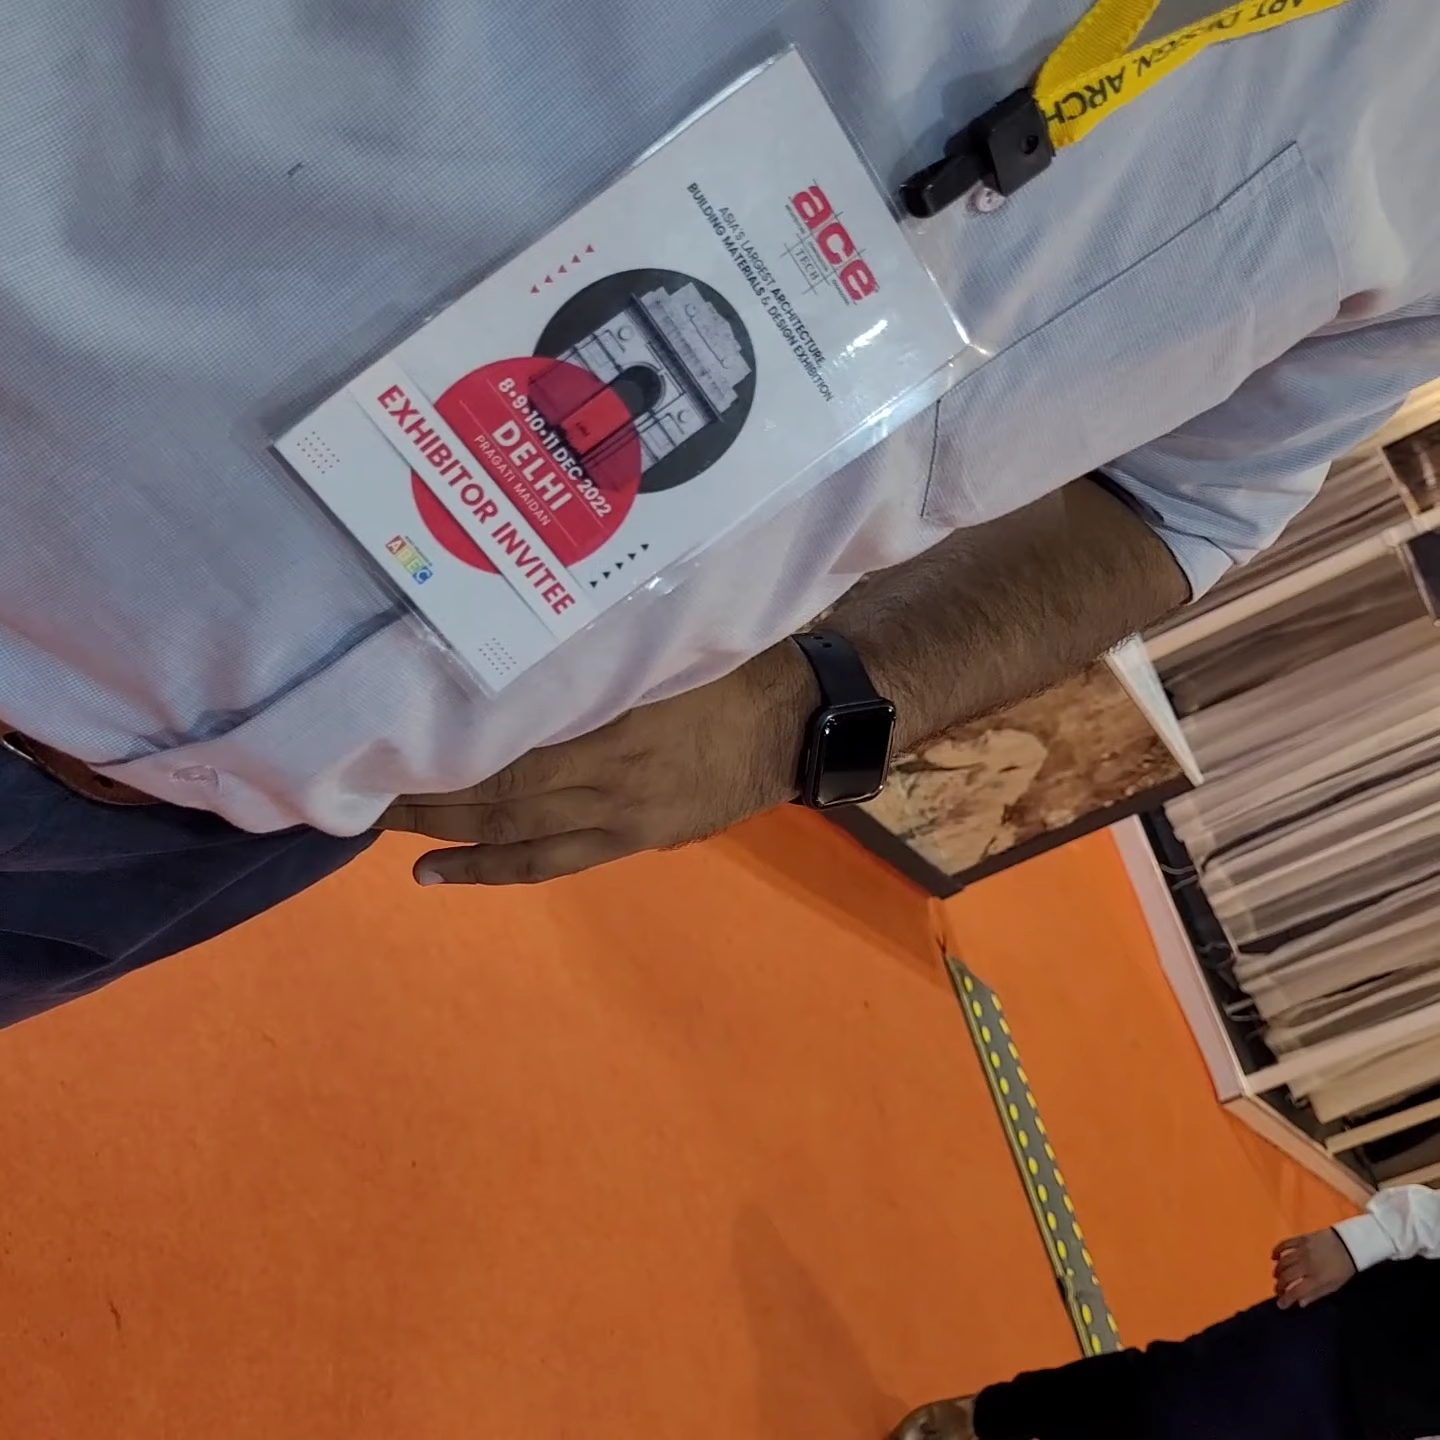 ART DESIGN ARCH
ace
TECH
ASIA'S LARGEST ARCHITECTURE,
BUILDING MATERIALS & DESIGN EXHIBITION
8•9•10•11 DEC 2022
DELHI
PRAGATI MAIDAN
EXHIBITOR INVITEE
ABEC